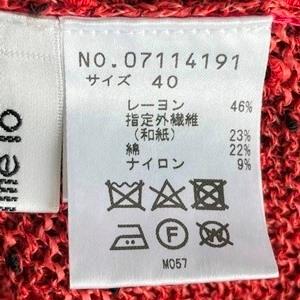 NO.07114191
サイズ 40
レーヨン 46%
指定外繊維
(和紙) 23%
綿 22%
ナイロン 9%
F W
M057